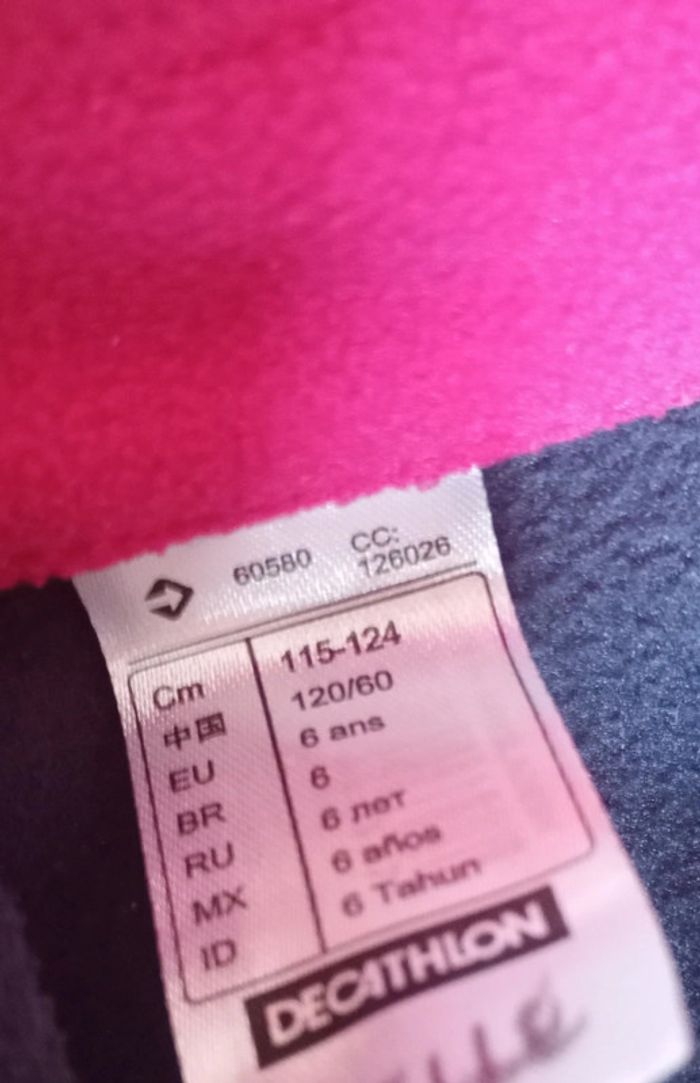 60580 CC:
126026
Cm 115-124
中国 120/60
EU 6 ans
BR 6
RU 6 лет
MX 6 años
ID 6 Tahun
DECATHLON